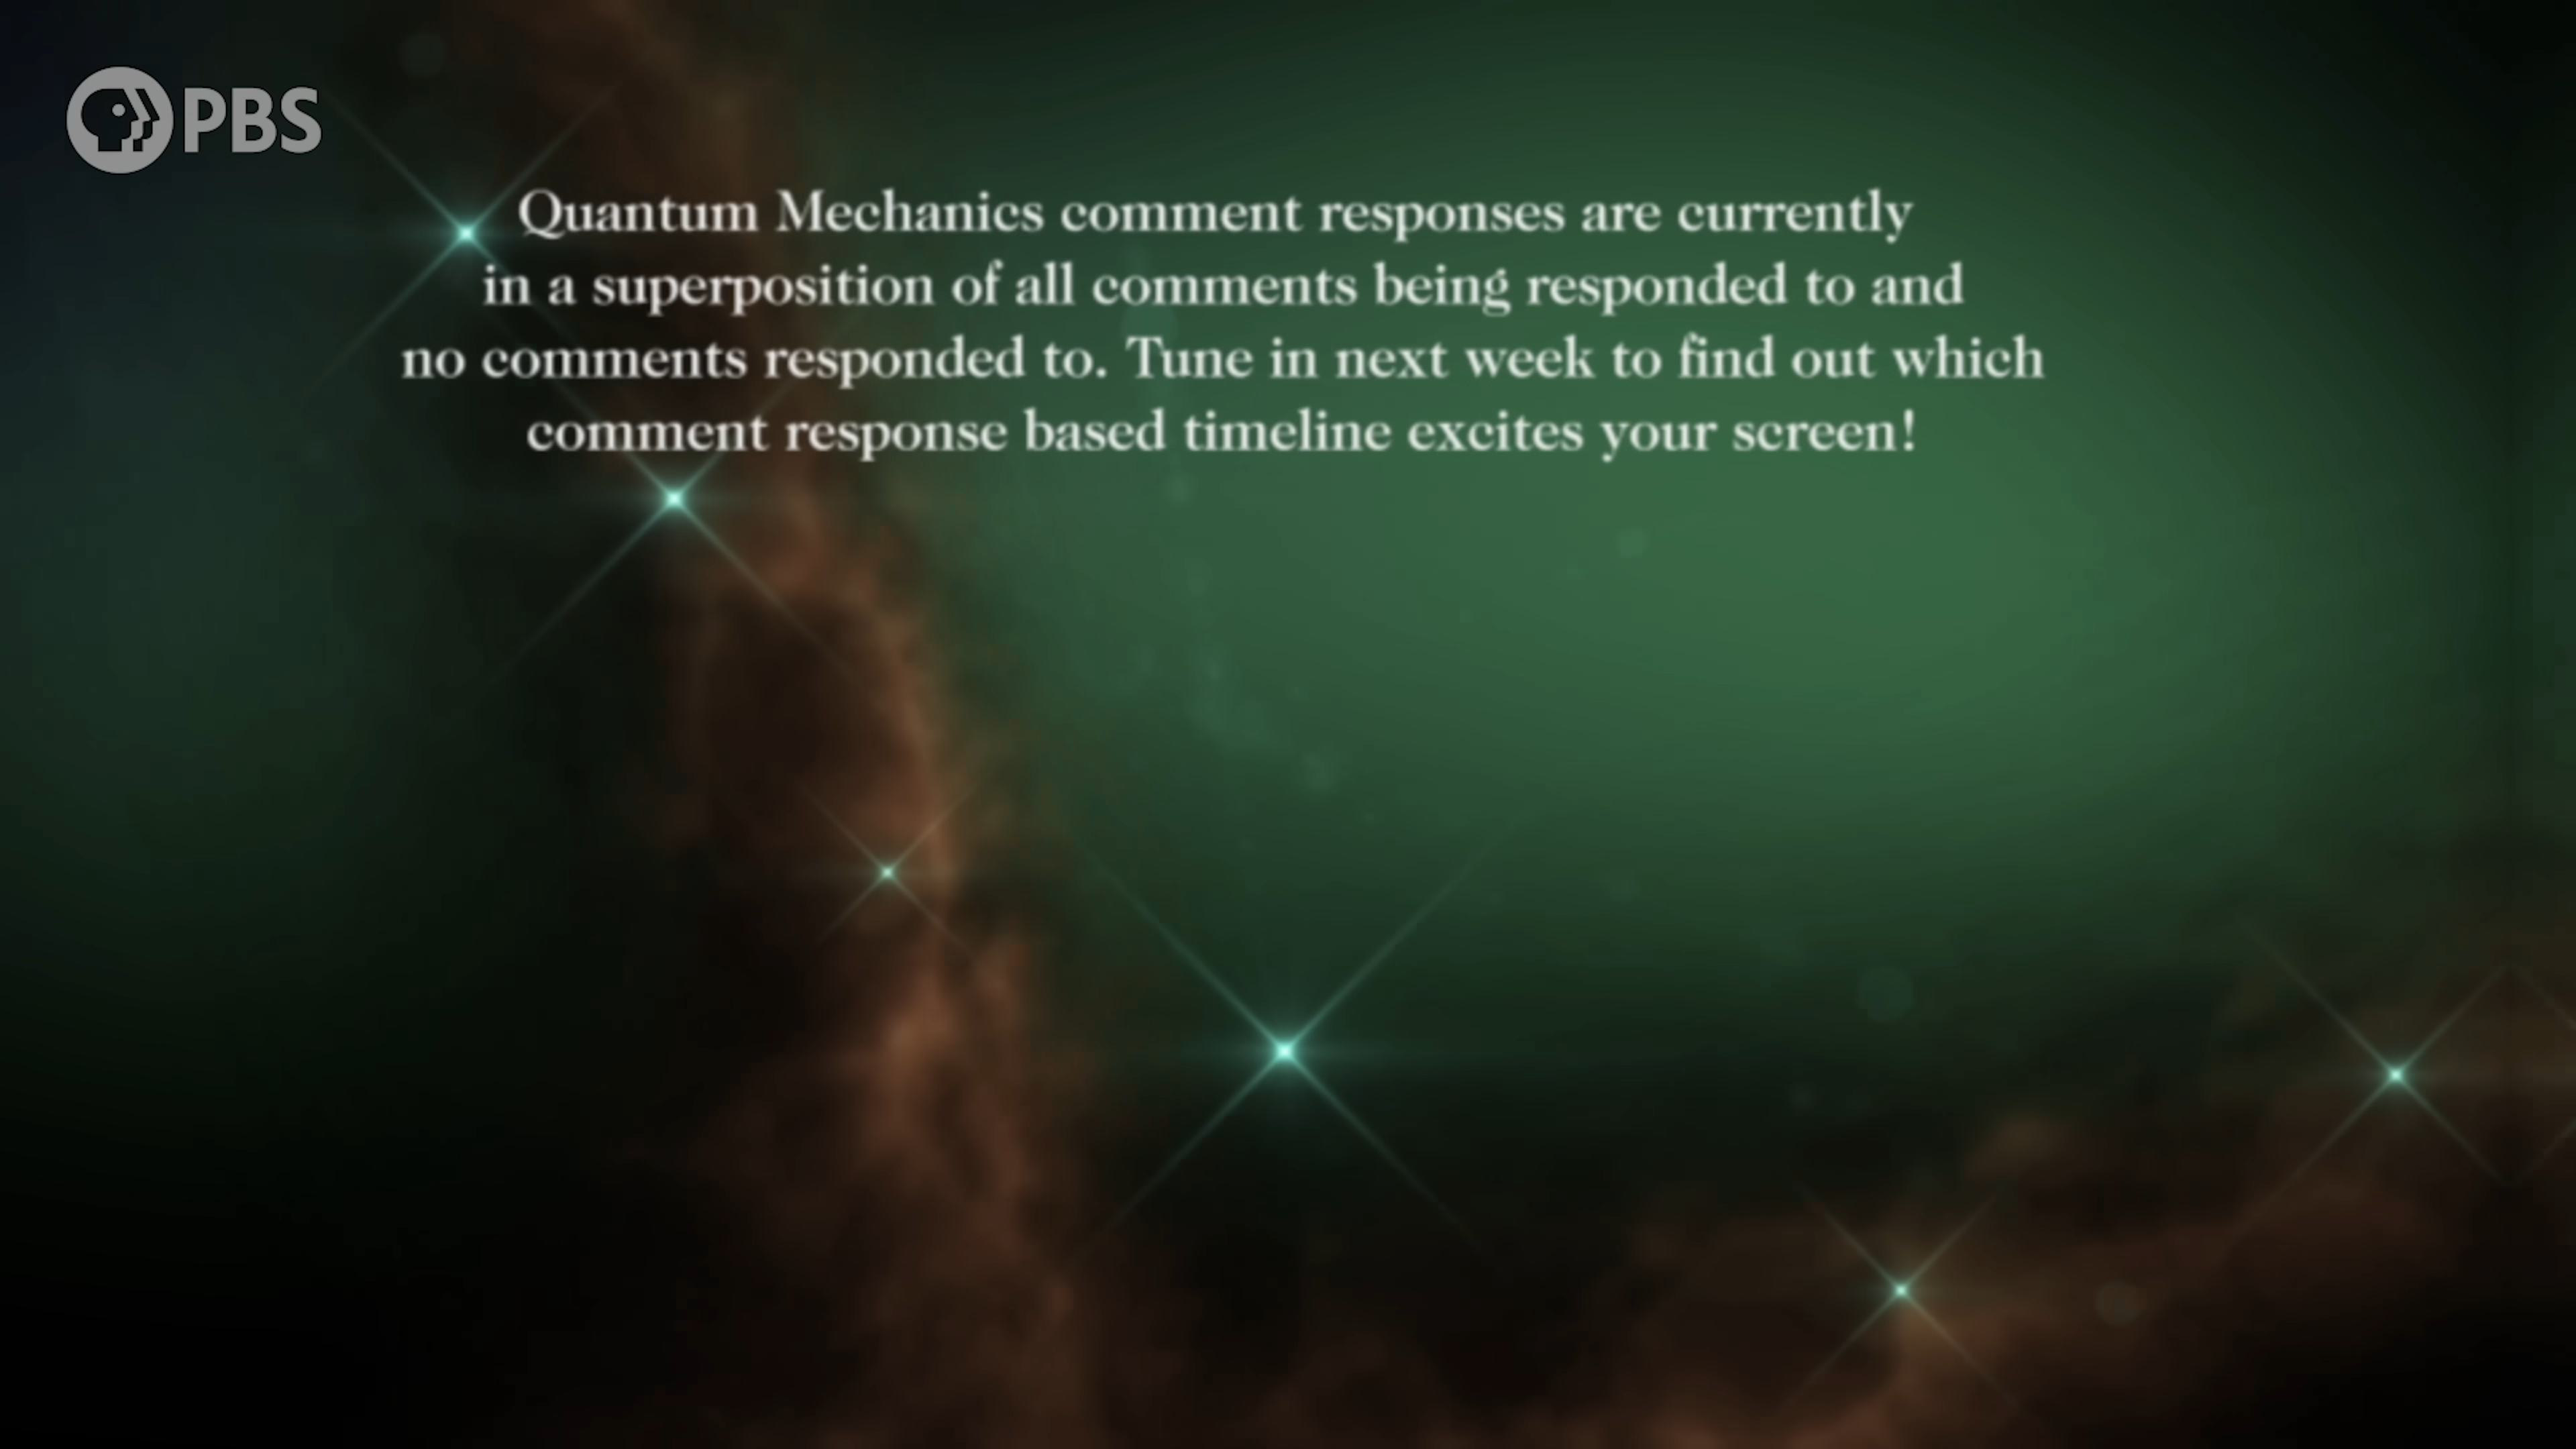 PBS
Quantum Mechanics comment responses are currently
in a superposition of all comments being responded to and
no comments responded to. Tune in next week to find out which
comment response based timeline excites your screen!